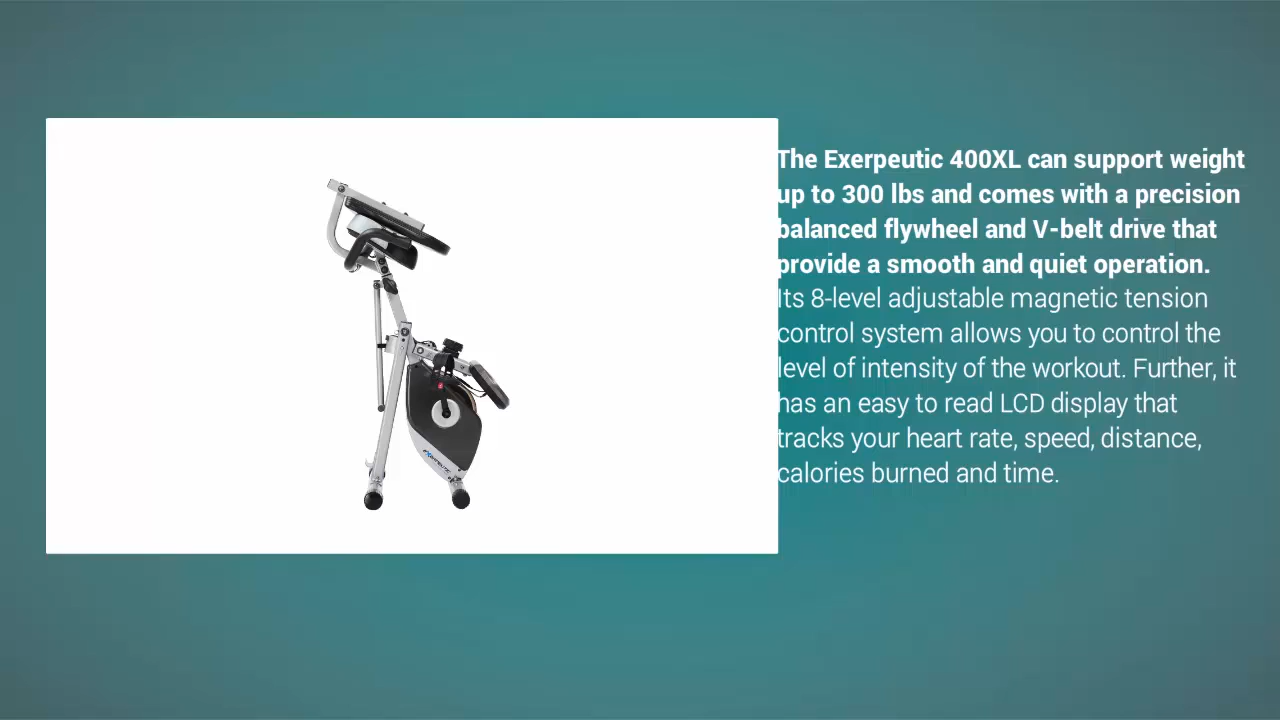 The Exerpeutic 400XL can support weight
up to 300 lbs and comes with a precision
balanced flywheel and V-belt drive that
provide a smooth and quiet operation.
Its 8-level adjustable magnetic tension
control system allows you to control the
level of intensity of the workout. Further, it
has an easy to read LCD display that
tracks your heart rate, speed, distance,
calories burned and time.
EXERPEUTIC